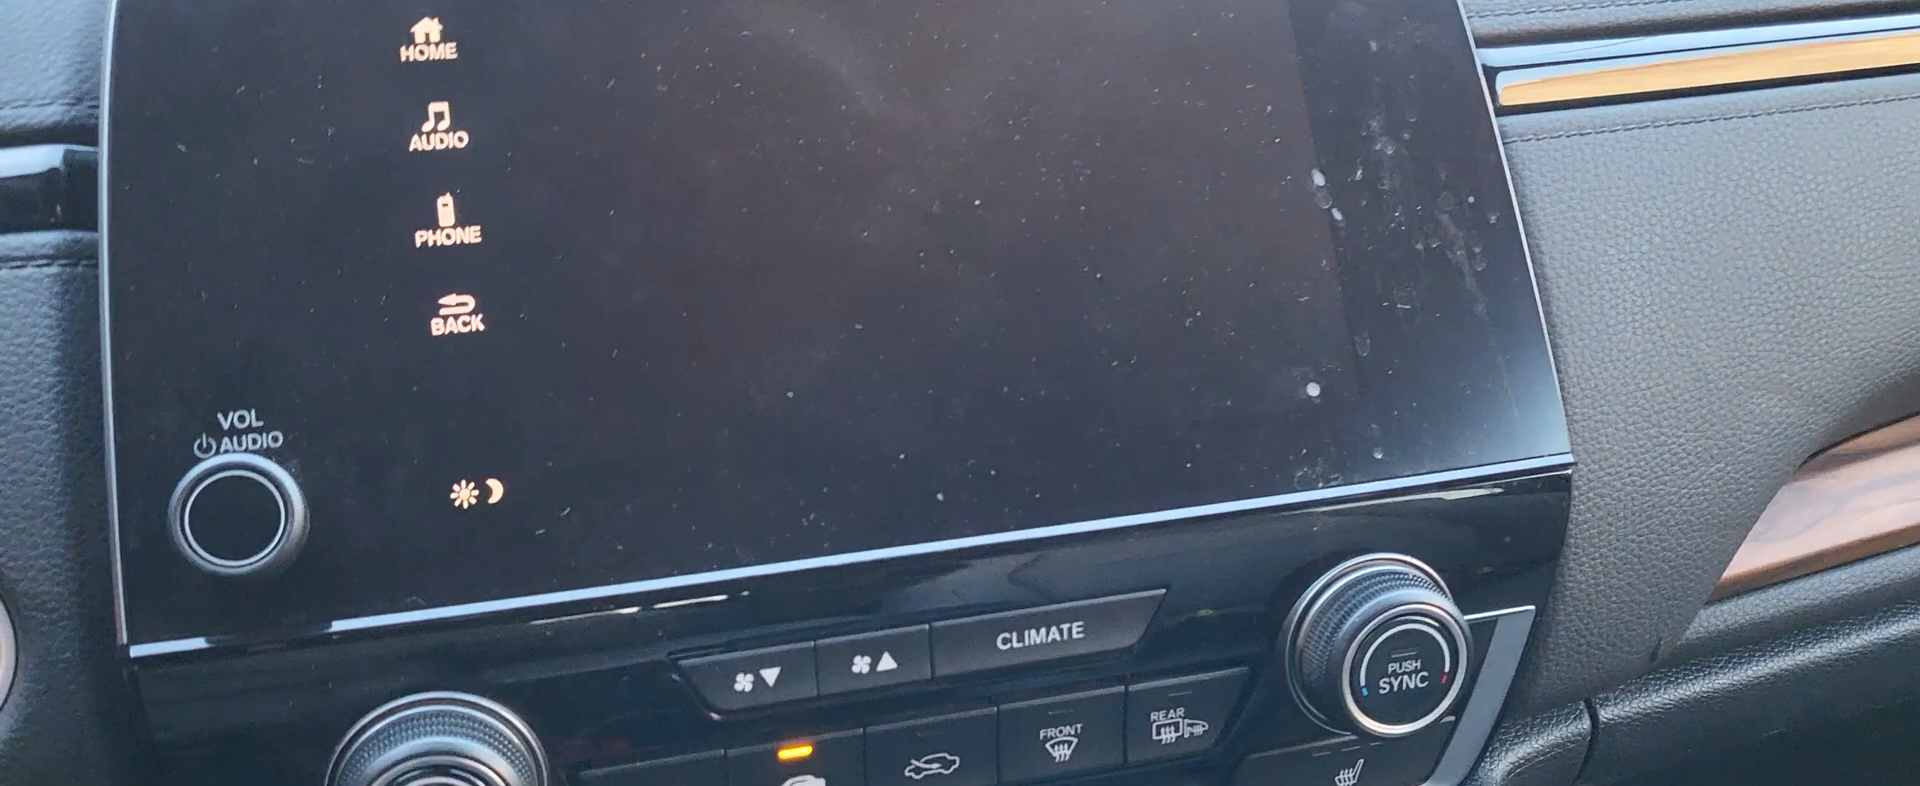 HOME
AUDIO
PHONE
BACK
VOL
AUDIO
CLIMATE
PUSH
SYNC
FRONT
REAR